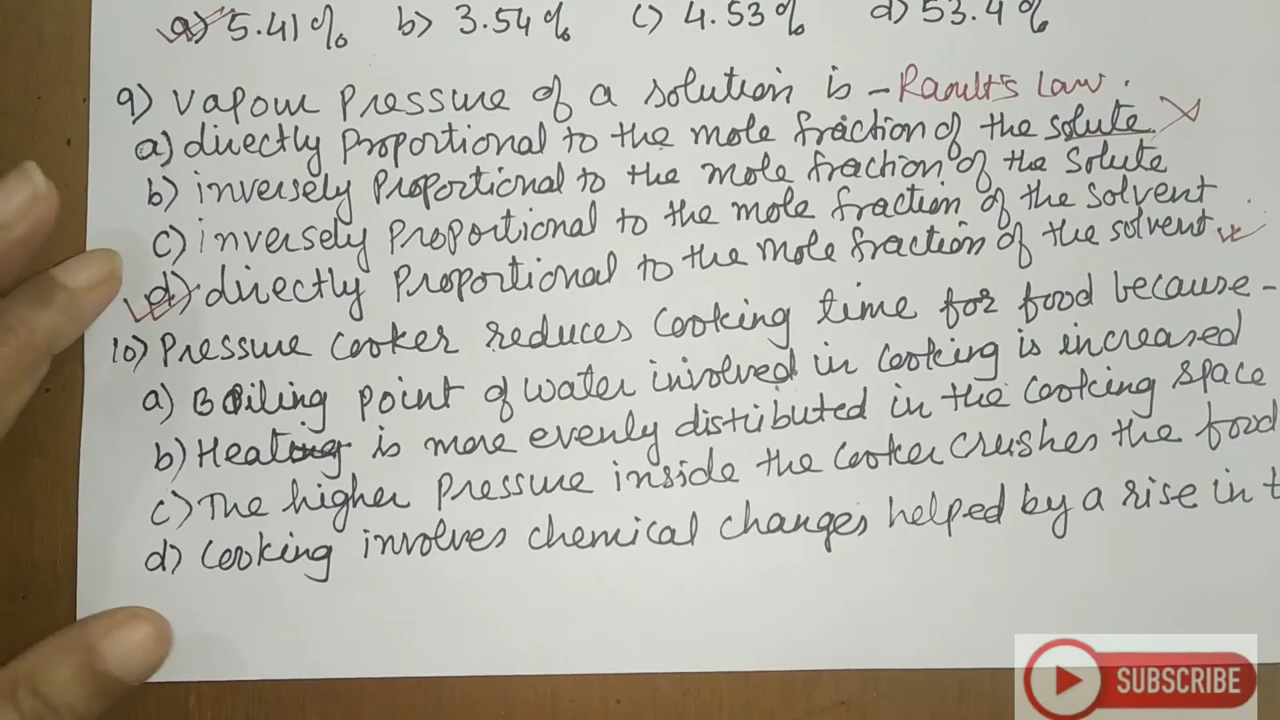 a) 5.41% b) 3.54% c) 4.53% d) 53.4%
9) Vapour Pressure of a solution is - Raoult's Law.
a) directly Proportional to the mole fraction of the solute.
b) inversely Proportional to the mole fraction of the Solute
c) inversely Proportional to the mole fraction of the solvent
d) directly Proportional to the mole fraction of the solvent
10) Pressure cooker reduces cooking time for food because -
a) Boiling point of water involved in cooking is increased
b) Heat is more evenly distributed in the cooking space
c) The higher Pressure inside the cooker crushes the food
d) Cooking involves chemical changes helped by a rise in t
SUBSCRIBE